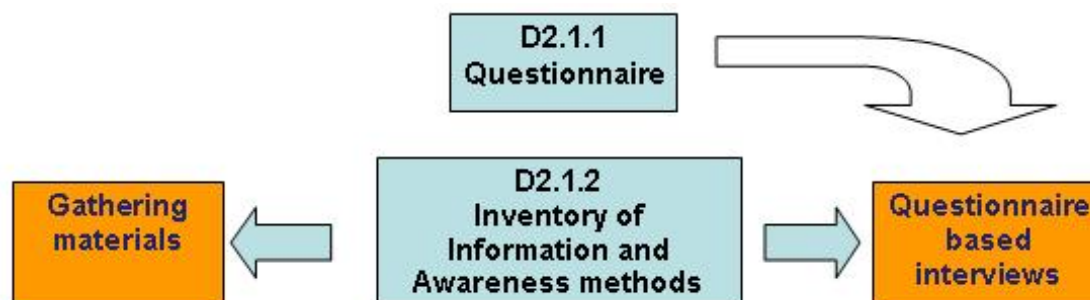 D2.1.1
Questionnaire
Gathering
materials
D2.1.2
Inventory of
Information and
Awareness methods
Questionnaire
based
interviews